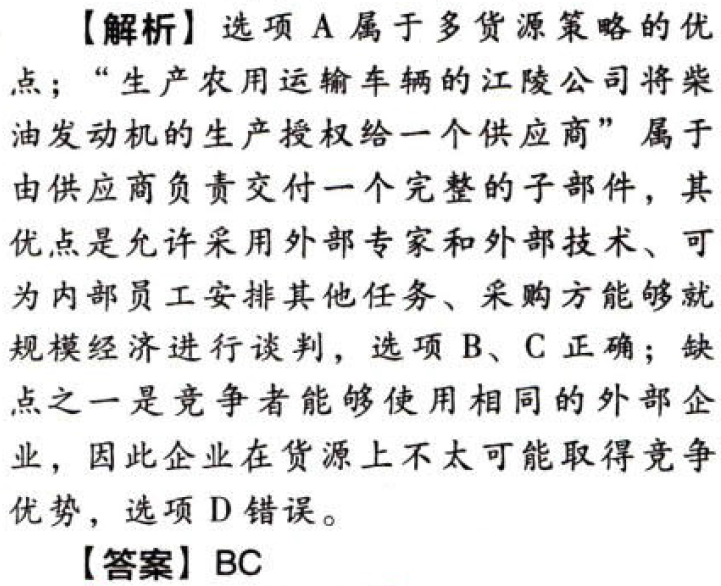 【解析】选项 A 属于多货源策略的优
点；“生产农用运输车辆的江陵公司将柴
油发动机的生产授权给一个供应商”属于
由供应商负责交付一个完整的子部件，其
优点是允许采用外部专家和外部技术、可
为内部员工安排其他任务、采购方能够就
规模经济进行谈判，选项 B、C 正确；缺
点之一是竞争者能够使用相同的外部企
业，因此企业在货源上不太可能取得竞争
优势，选项 D 错误。
【答案】BC